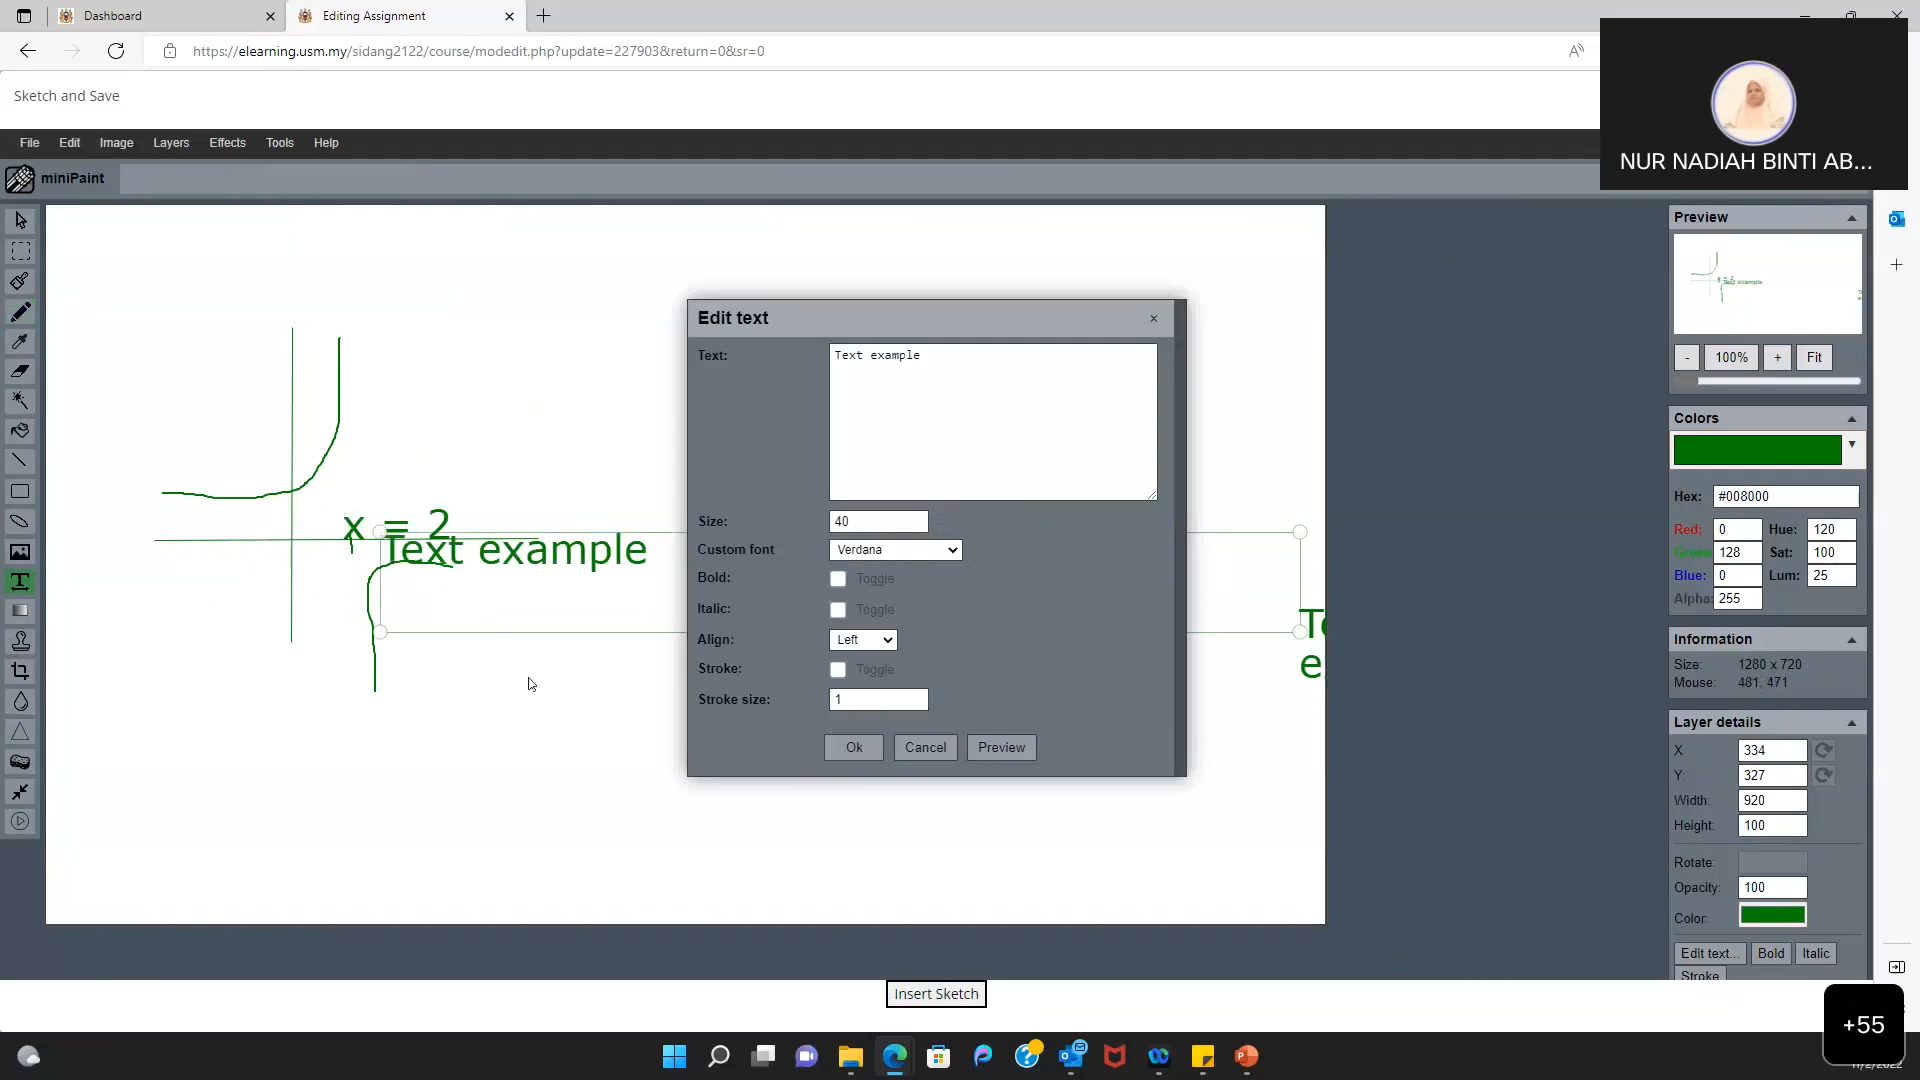 Dashboard
Editing Assignment
https://elearning.usm.my/sidang2122/course/modedit.php?update=227903&return=0&sr=0
NUR NADIAH BINTI AB...
Sketch and Save
File Edit Image Layers Effects Tools Help
miniPaint
x = 2
Text example
Te
e
Edit text
Text:
Text example
Size: 40
Custom font Verdana
Bold: Toggle
Italic: Toggle
Align: Left
Stroke: Toggle
Stroke size: 1
Ok Cancel Preview
Preview
x = 2
Text example
- 100% + Fit
Colors
Hex: #008000
Red: 0 Hue: 120
Green 128 Sat: 100
Blue: 0 Lum: 25
Alpha: 255
Information
Size: 1280 x 720
Mouse: 481, 471
Layer details
X 334
Y: 327
Width: 920
Height: 100
Rotate:
Opacity: 100
Color:
Edit text... Bold Italic
Stroke
Insert Sketch
+55